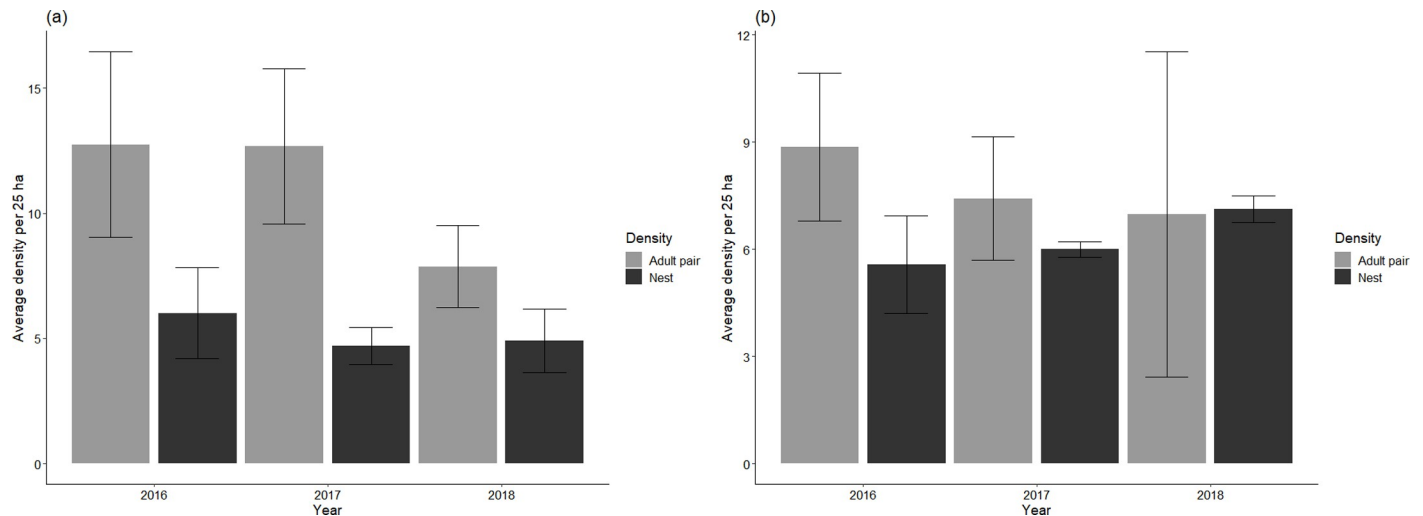 (a)
Average density per 25 ha
15
10
5
0
2016
2017
2018
Year
Density
Adult pair
Nest
(b)
Average density per 25 ha
12
9
6
3
0
2016
2017
2018
Year
Density
Adult pair
Nest